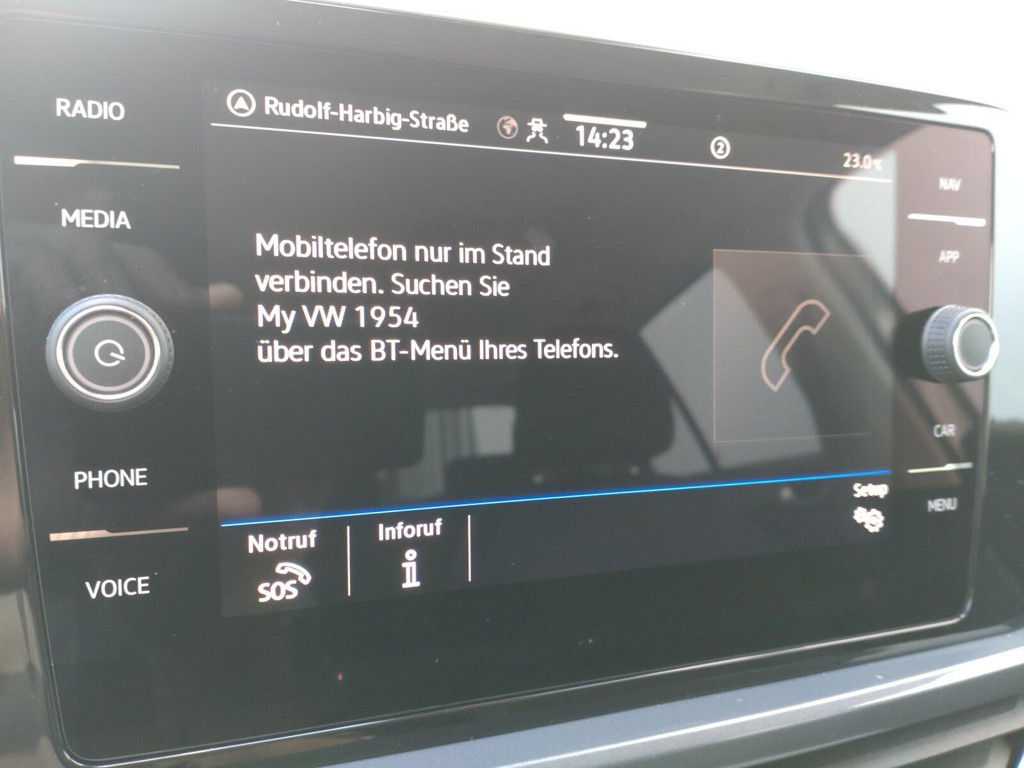 RADIO
MEDIA
PHONE
VOICE
Rudolf-Harbig-Straße
14:23
2
23.0°C
Mobiltelefon nur im Stand
verbinden. Suchen Sie
My VW 1954
über das BT-Menü Ihres Telefons.
Notruf
SOS
Inforuf
i
Setup
NAV
APP
CAR
MENU